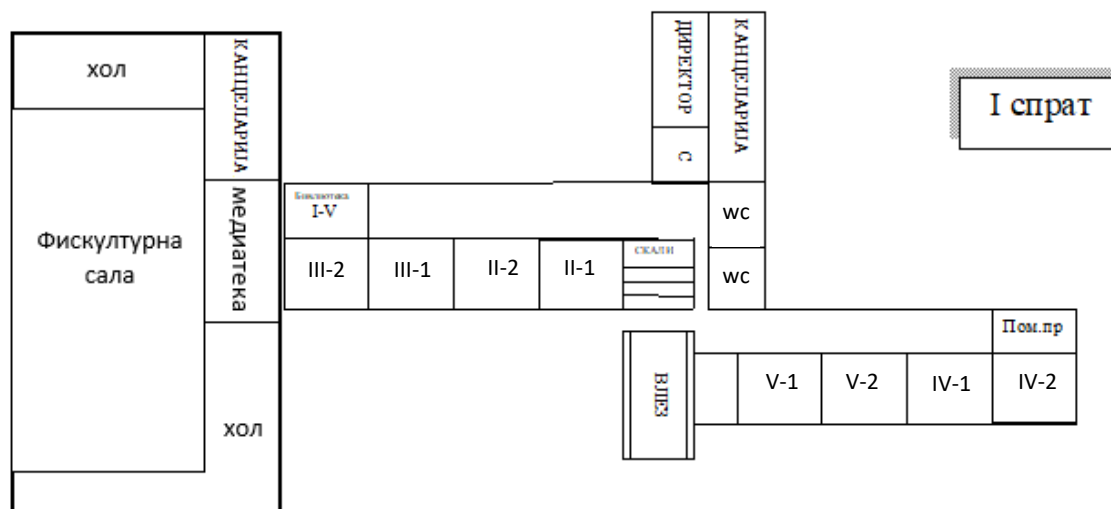 хол
КАНЦЕЛАРИЈА
ДИРЕКТОР
КАНЦЕЛАРИЈА
I спрат
С
Библиотека
I-V
wc
медиатека
Фискултурна
сала
СКАЛИ
III-2
III-1
II-2
II-1
wc
Пом.пр
ВЛЕЗ
V-1
V-2
IV-1
IV-2
хол